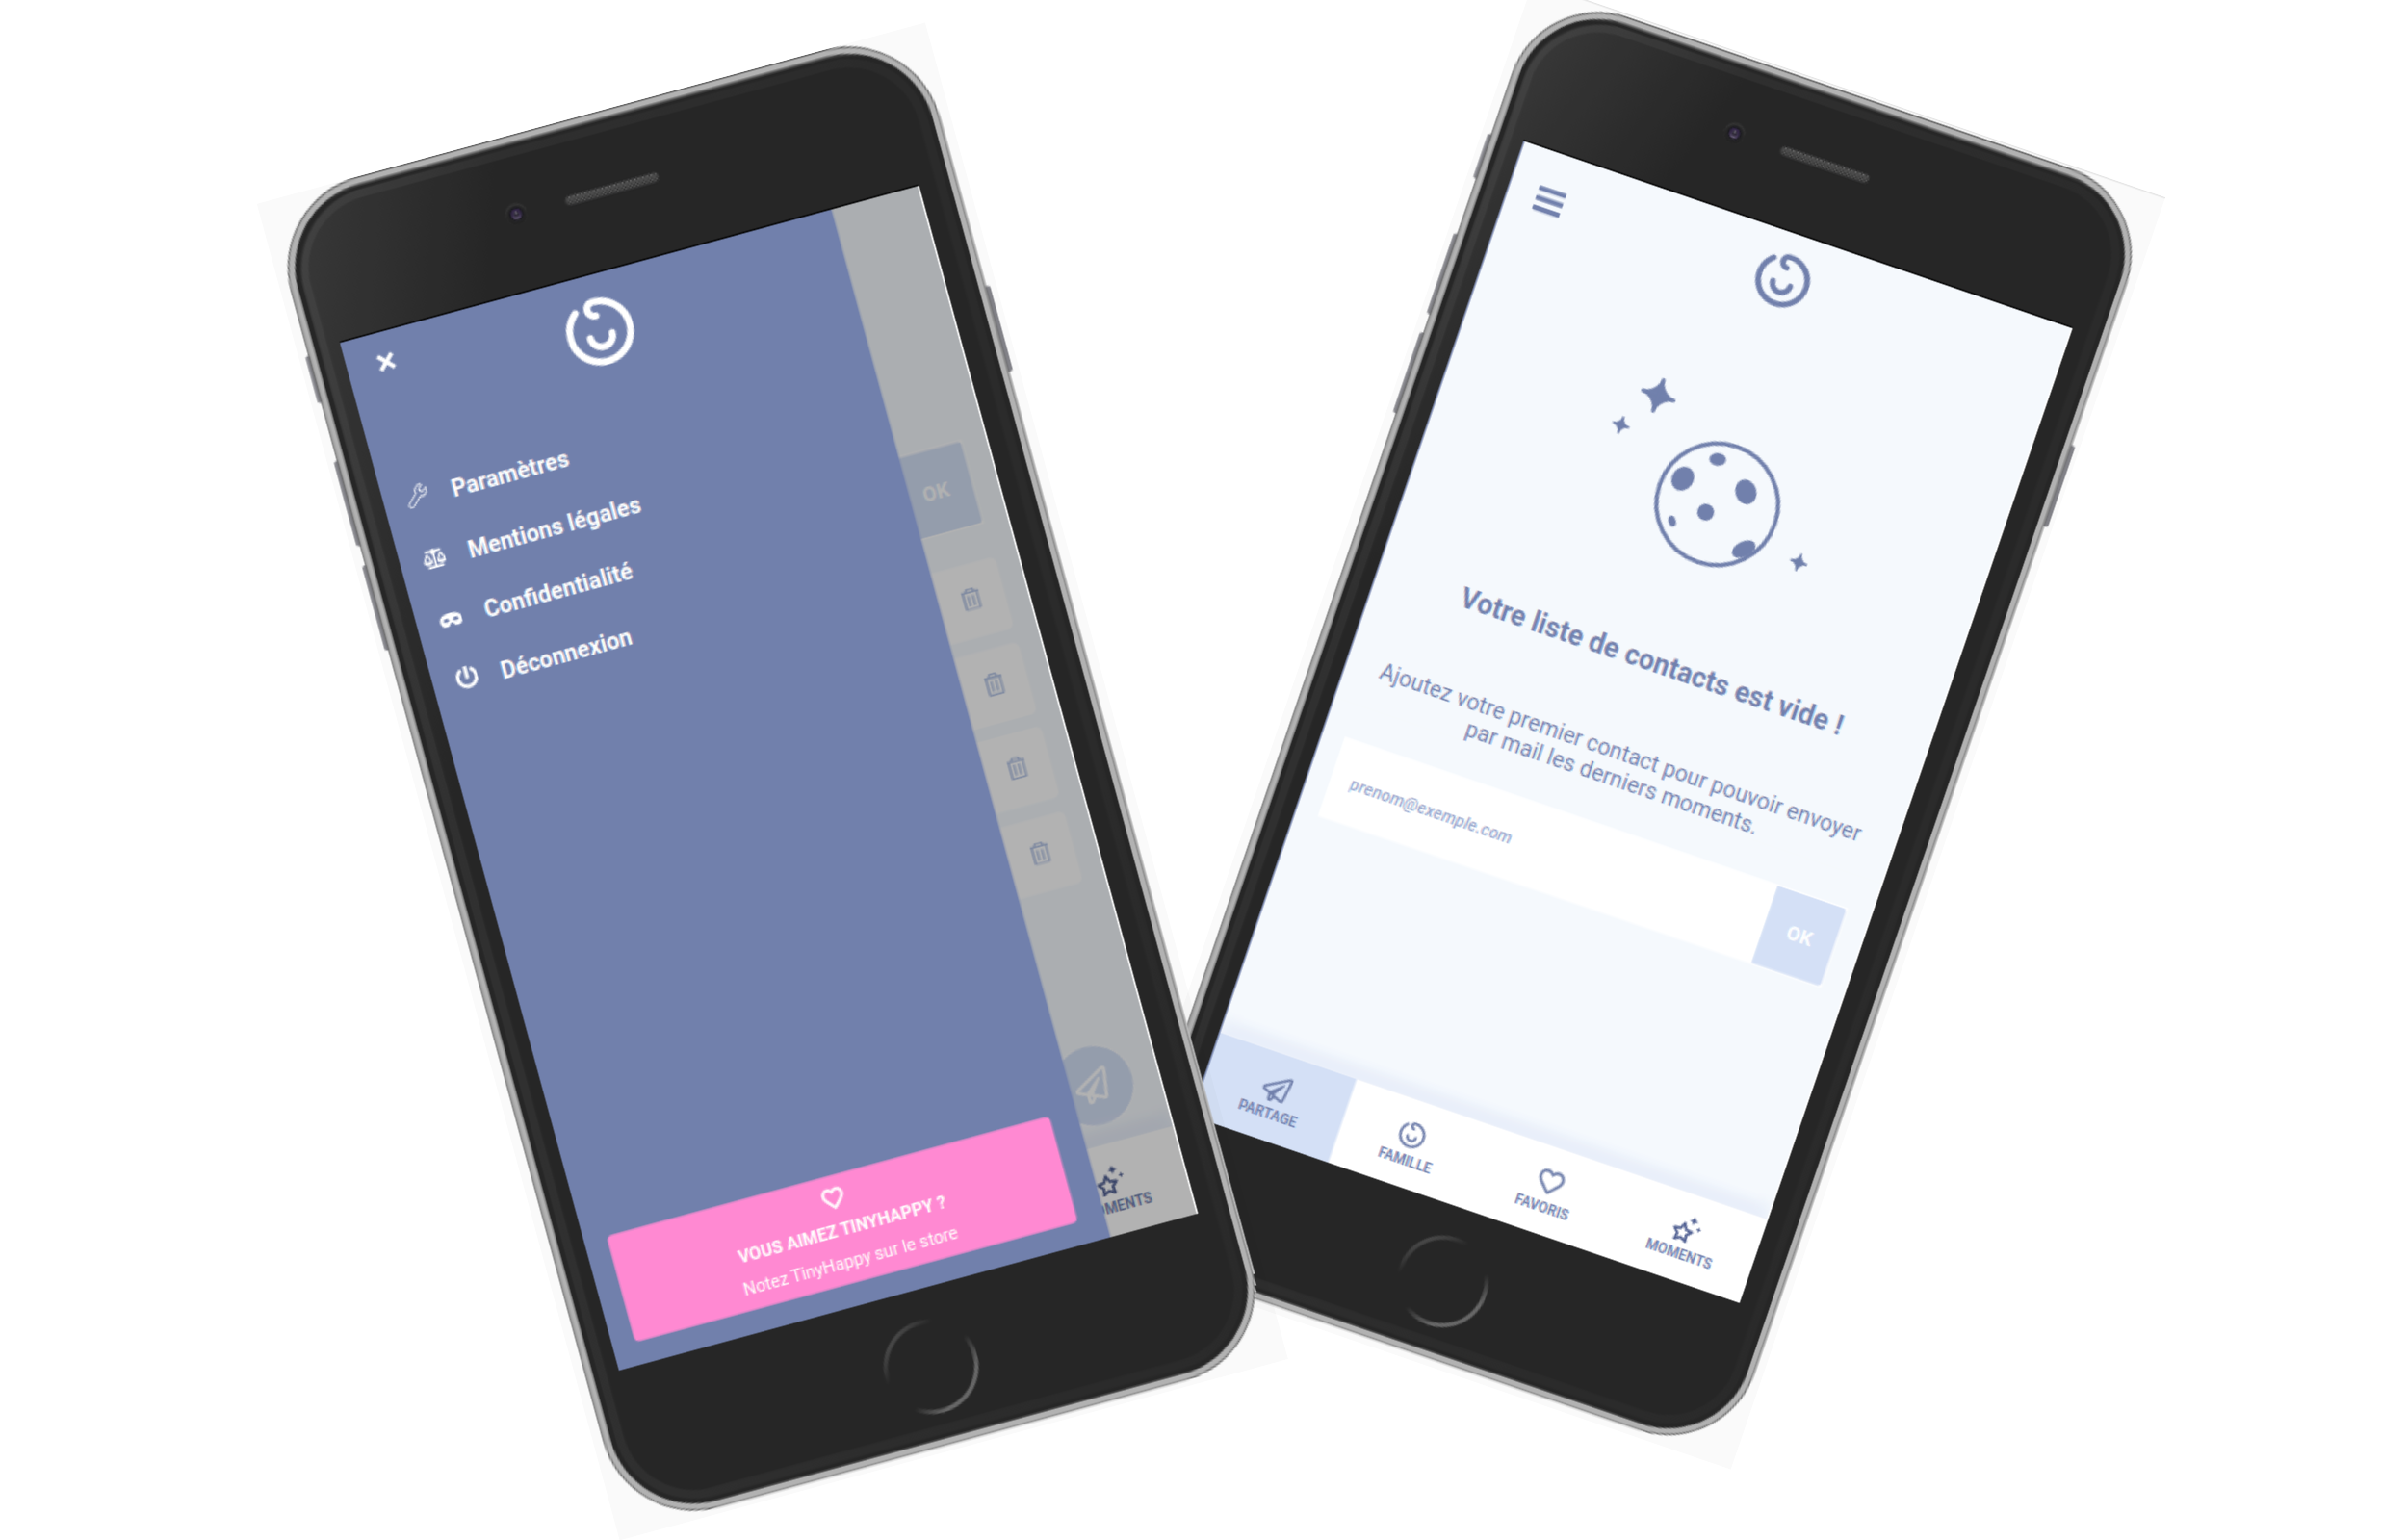 Paramètres
Mentions légales
Confidentialité
Déconnexion
OK
VOUS AIMEZ TINYHAPPY ?
Notez TinyHappy sur le store
MENTS
Votre liste de contacts est vide !
Ajoutez votre premier contact pour pouvoir envoyer
par mail les derniers moments.
prenom@exemple.com
OK
PARTAGE
FAMILLE
FAVORIS
MOMENTS